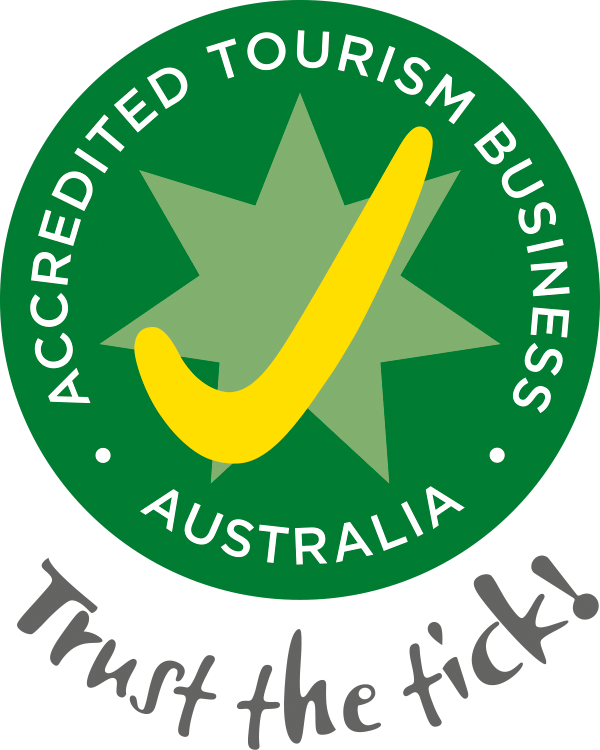 ACCREDITED TOURISM BUSINESS
AUSTRALIA
Trust the tick!